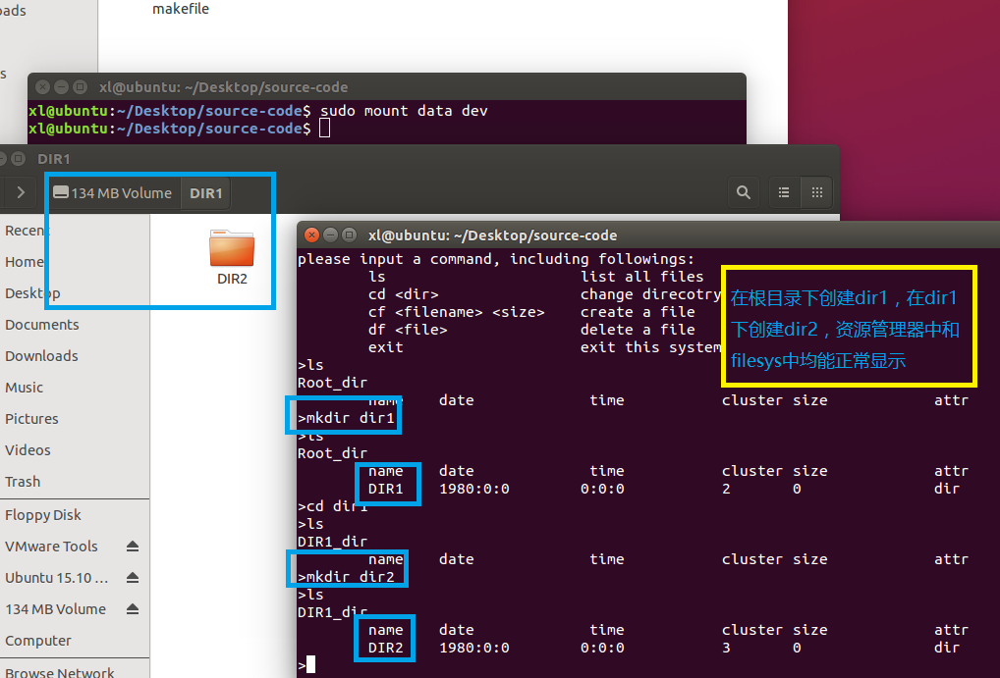 ads
makefile
s
xl@ubuntu: ~/Desktop/source-code
xl@ubuntu:~/Desktop/source-code$ sudo mount data dev
xl@ubuntu:~/Desktop/source-code$
DIR1
134 MB Volume DIR1
Recent
Home
Desktop
Documents
Downloads
Music
Pictures
Videos
Trash
Floppy Disk
VMware Tools
Ubuntu 15.10 ...
134 MB Volume
Computer
Browse Network
DIR2
xl@ubuntu: ~/Desktop/source-code
please input a command, including followings:
ls list all files
cd <dir> change direcotry
cf <filename> <size> create a file
df <file> delete a file
exit exit this system
>ls
Root_dir
name date time cluster size attr
>mkdir dir1
>ls
Root_dir
name date time cluster size attr
DIR1 1980:0:0 0:0:0 2 0 dir
>cd dir1
>ls
DIR1_dir
name date time cluster size attr
>mkdir dir2
>ls
DIR1_dir
name date time cluster size attr
DIR2 1980:0:0 0:0:0 3 0 dir
>
在根目录下创建dir1，在dir1
下创建dir2，资源管理器中和
filesys中均能正常显示